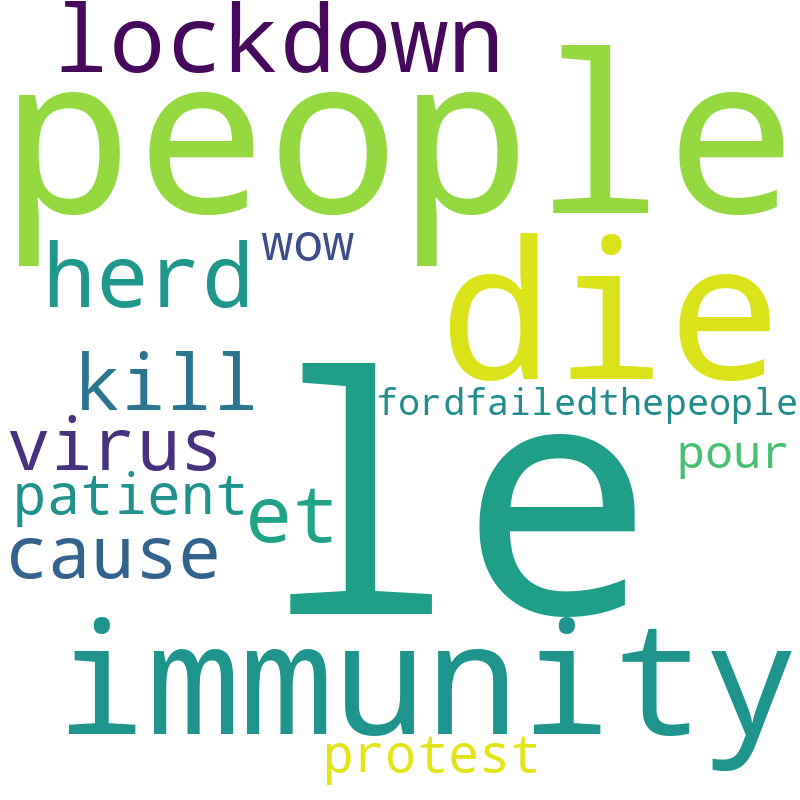 lockdown
people
wow
herd
die
kill
fordfailedthepeople
le
virus
pour
patient
et
cause
immunity
protest